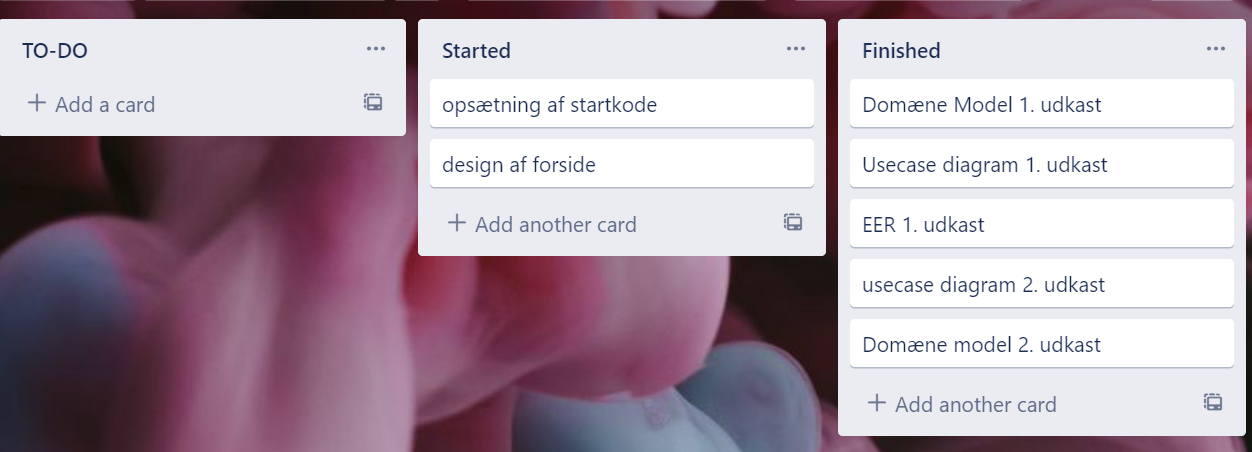 TO-DO
Add a card
Started
opsætning af startkode
design af forside
Add another card
Finished
Domæne Model 1. udkast
Usecase diagram 1. udkast
EER 1. udkast
usecase diagram 2. udkast
Domæne model 2. udkast
Add another card